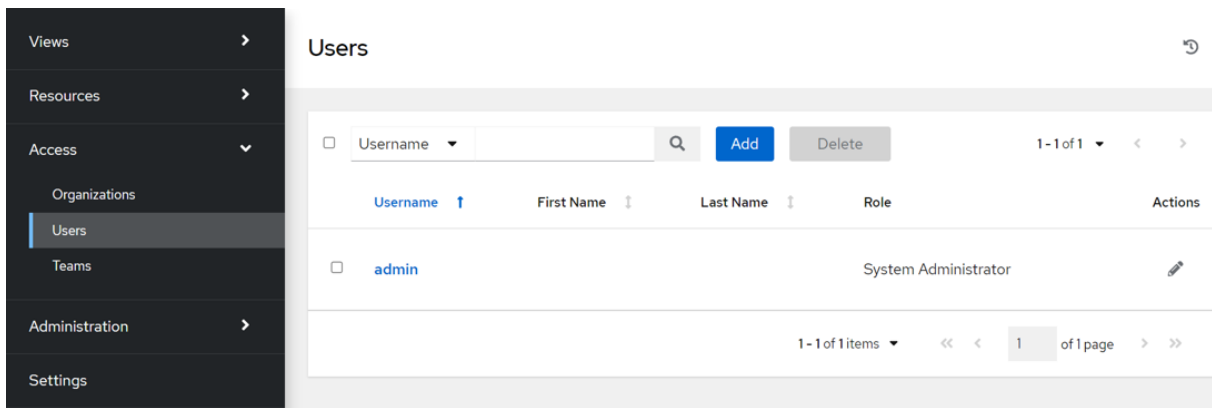 Views
Resources
Access
Organizations
Users
Teams
Administration
Settings
Users
Username
Add
Delete
1 - 1 of 1
Username First Name Last Name Role Actions
admin System Administrator
1 - 1 of 1 items 1 of 1 page